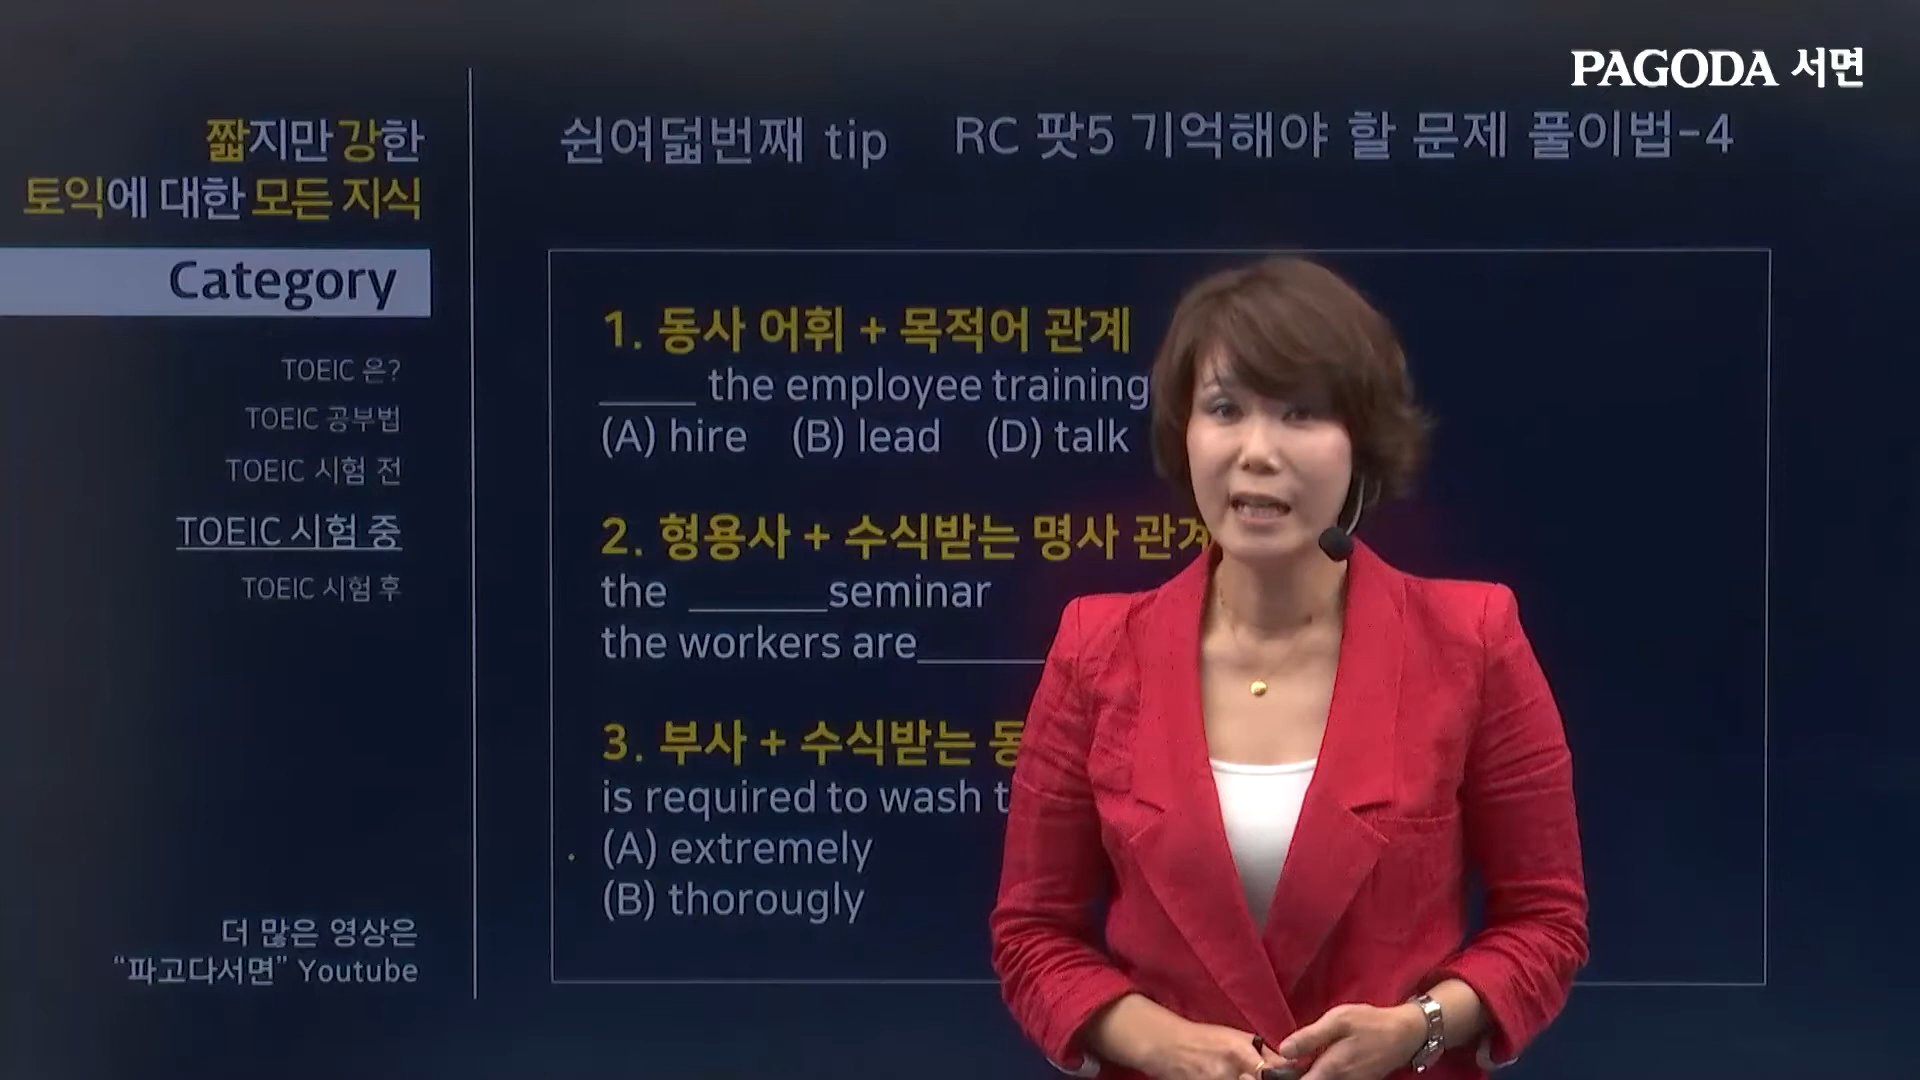 PAGODA 서면
짧지만 강한
토익에 대한 모든 지식
Category
TOEIC 은?
TOEIC 공부법
TOEIC 시험 전
TOEIC 시험 중
TOEIC 시험 후
더 많은 영상은
“파고다서면” Youtube
쉰여덟번째 tip RC 팟5 기억해야 할 문제 풀이법-4
1. 동사 어휘 + 목적어 관계
____ the employee training
(A) hire (B) lead (D) talk
2. 형용사 + 수식받는 명사 관계
the ______seminar
the workers are______
3. 부사 + 수식받는
is required to wash
(A) extremely
(B) thorougly